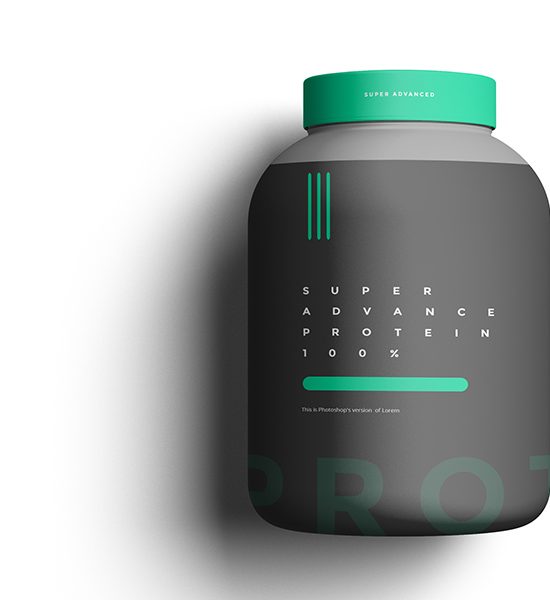 SUPER ADVANCED
SUPER
ADVANCE
PROTEIN
100%
This is Photoshop's version of Lorem
PROT